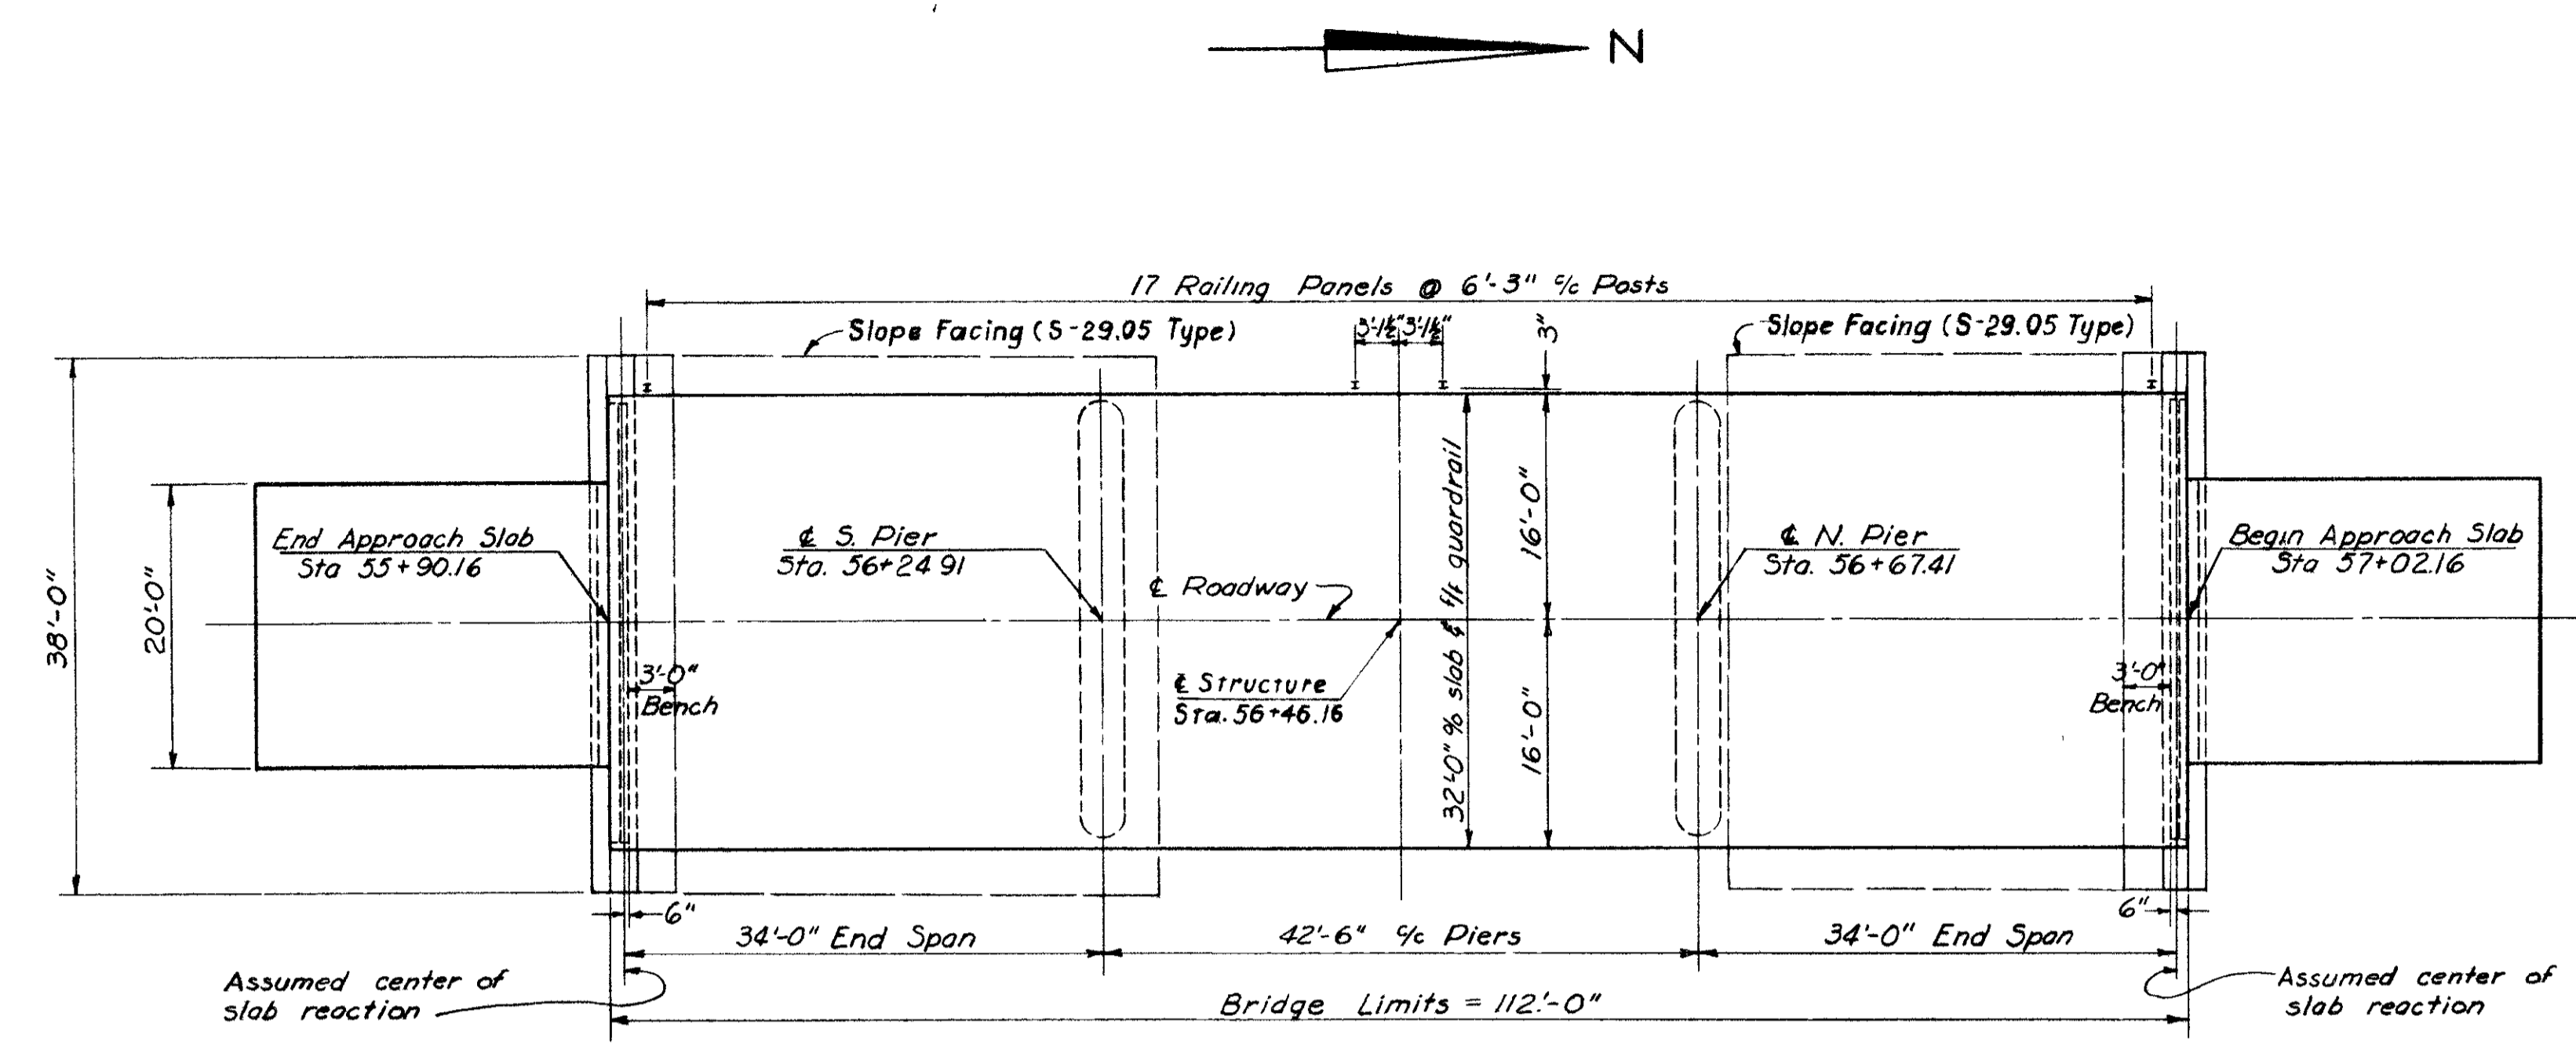 N
17 Railing Panels @ 6'-3" c/c Posts
Slope Facing (S-29.05 Type)
3'-1½" 3'-1½"
3"
Slope Facing (S-29.05 Type)
38'-0"
20'-0"
End Approach Slab
Sta 55+90.16
℄ S. Pier
Sta. 56+24 91
℄ Roadway
32'-0" o/o slab & f/f guardrail
16'-0"
16'-0"
℄ N. Pier
Sta. 56+67.41
Begin Approach Slab
Sta 57+02.16
3'-0"
Bench
℄ Structure
Sta. 56+46.16
3'-0"
Bench
6"
6"
34'-0" End Span
42'-6" c/c Piers
34'-0" End Span
Assumed center of
slab reaction
Bridge Limits = 112'-0"
Assumed center of
slab reaction